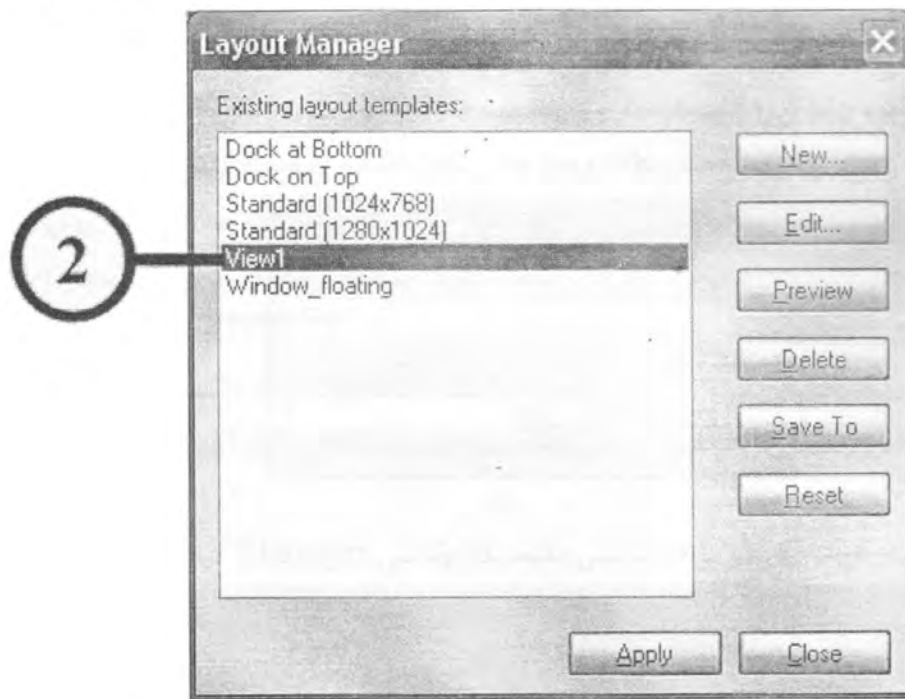 Layout Manager
Existing layout templates:
Dock at Bottom
Dock on Top
Standard (1024x768)
Standard (1280x1024)
View1
Window_floating
New...
Edit...
Preview
Delete
Save To
Reset
Apply
Close
2